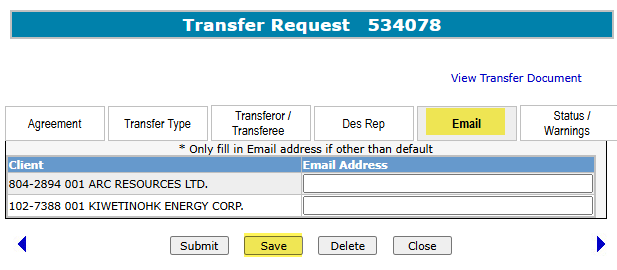 Transfer Request 534078
View Transfer Document
Agreement
Transfer Type
Transferor /
Transferee
Des Rep
Email
Status /
Warnings
* Only fill in Email address if other than default
Client Email Address
804-2894 001 ARC RESOURCES LTD.
102-7388 001 KIWETINOHK ENERGY CORP.
Submit Save Delete Close